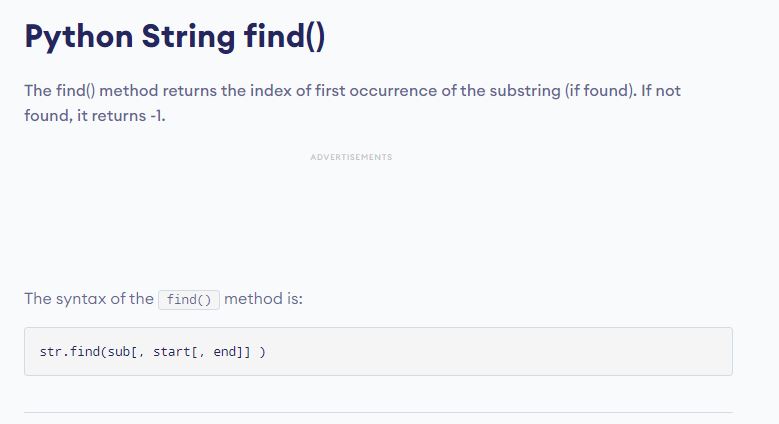 Python String find()
The find() method returns the index of first occurrence of the substring (if found). If not
found, it returns -1.
ADVERTISEMENTS
The syntax of the find() method is:
str.find(sub[, start[, end]] )